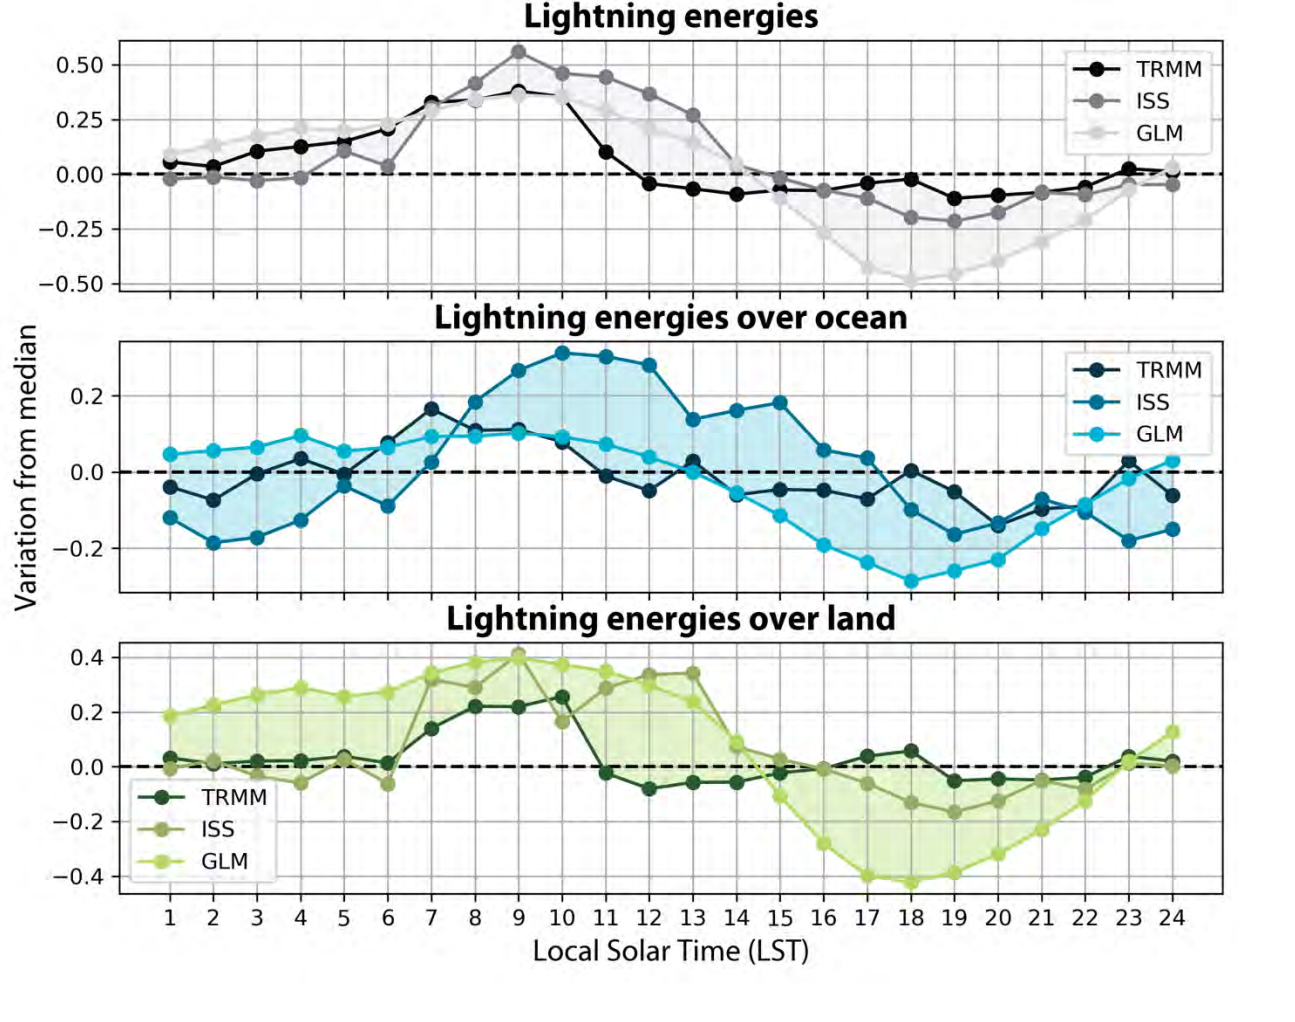 Lightning energies
0.50
0.25
0.00
−0.25
−0.50
TRMM
ISS
GLM
Lightning energies over ocean
0.2
0.0
−0.2
TRMM
ISS
GLM
Variation from median
Lightning energies over land
0.4
0.2
0.0
−0.2
−0.4
TRMM
ISS
GLM
1 2 3 4 5 6 7 8 9 10 11 12 13 14 15 16 17 18 19 20 21 22 23 24
Local Solar Time (LST)